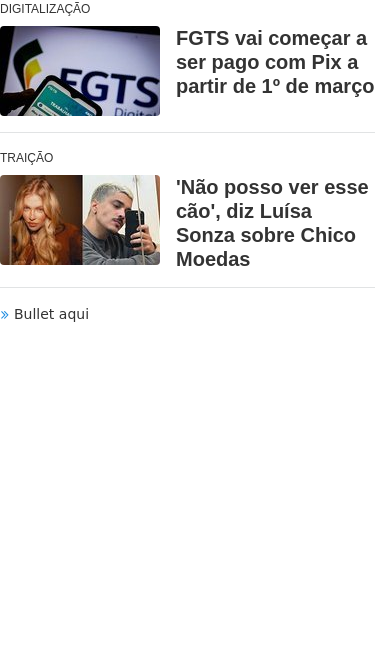 DIGITALIZAÇÃO
FGTS vai começar a
ser pago com Pix a
partir de 1º de março
FGTS
Digital
TRAIÇÃO
'Não posso ver esse
cão', diz Luísa
Sonza sobre Chico
Moedas
» Bullet aqui